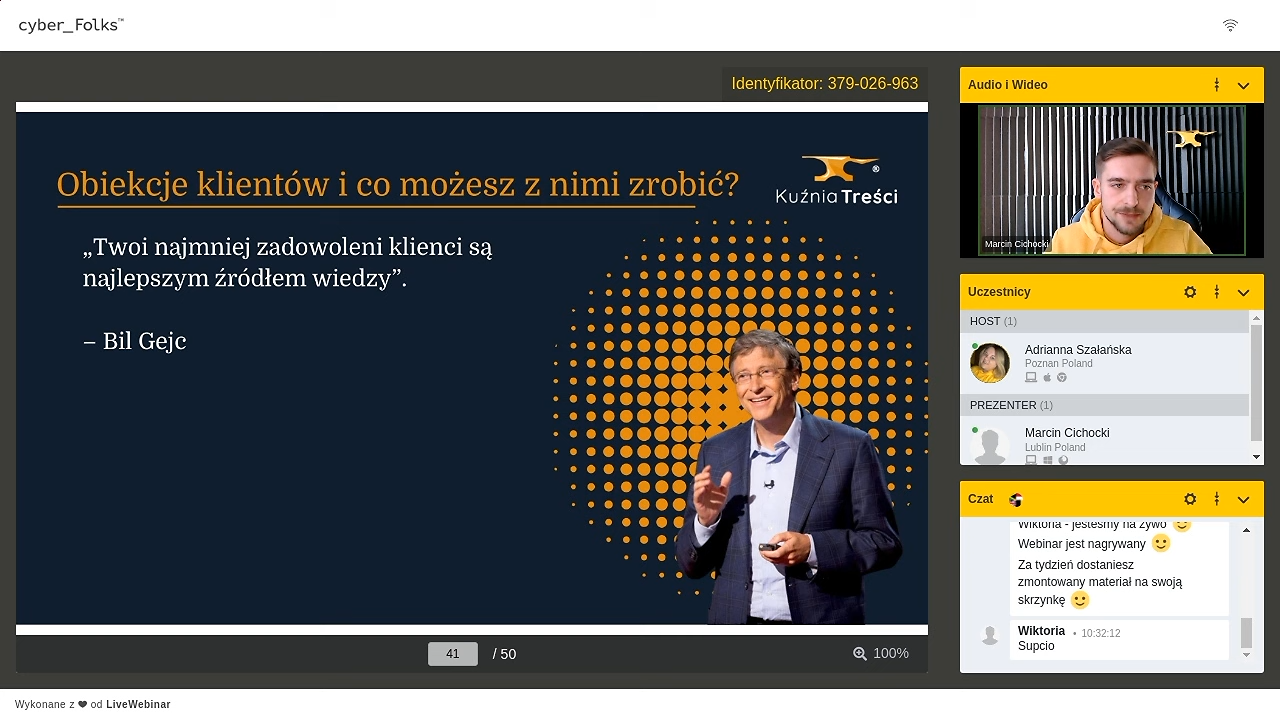 cyber_Folks™
Identyfikator: 379-026-963
Obiekcje klientów i co możesz z nimi zrobić?
Kuźnia Treści ®
„Twoi najmniej zadowoleni klienci są
najlepszym źródłem wiedzy”.
– Bil Gejc
41 / 50
100%
Audio i Wideo
Marcin Cichocki
Uczestnicy
HOST (1)
Adrianna Szałańska
Poznan Poland
PREZENTER (1)
Marcin Cichocki
Lublin Poland
Czat
Wiktoria - jesteśmy na żywo
Webinar jest nagrywany
Za tydzień dostaniesz
zmontowany materiał na swoją
skrzynkę
Wiktoria • 10:32:12
Supcio
Wykonane z ❤ od LiveWebinar